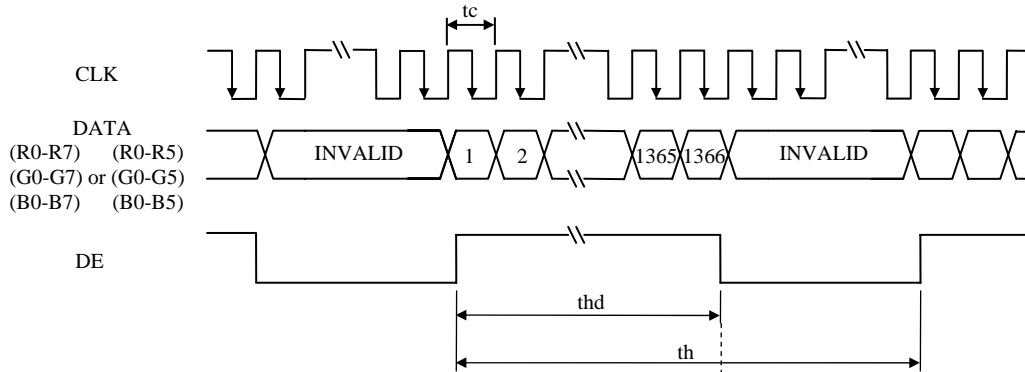 tc
CLK
DATA
(R0-R7) (R0-R5)
(G0-G7) or (G0-G5)
(B0-B7) (B0-B5)
INVALID 1 2 1365 1366 INVALID
DE
thd
th